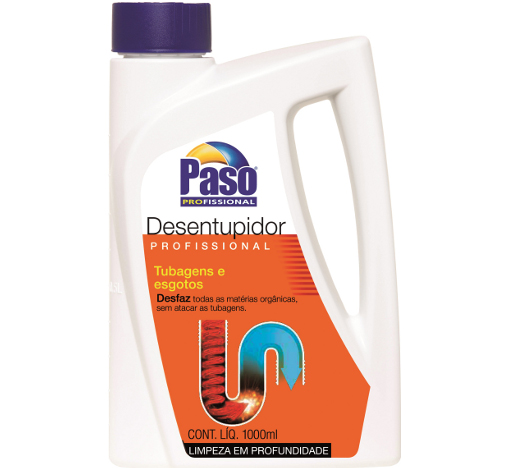 Paso
PROFISSIONAL
Desentupidor
PROFISSIONAL
Tubagens e
esgotos
Desfaz todas as matérias orgânicas,
sem atacar as tubagens.
CONT. LÍQ. 1000ml
LIMPEZA EM PROFUNDIDADE